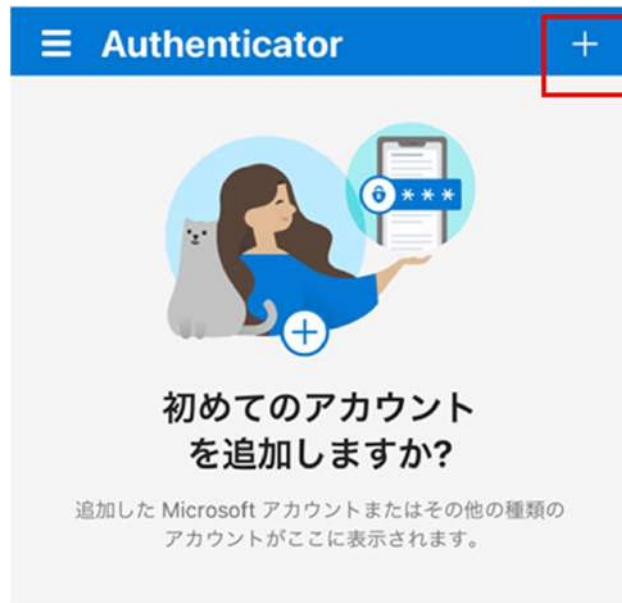 Authenticator
* * *
初めてのアカウント
を追加しますか?
追加した Microsoft アカウントまたはその他の種類の
アカウントがここに表示されます。